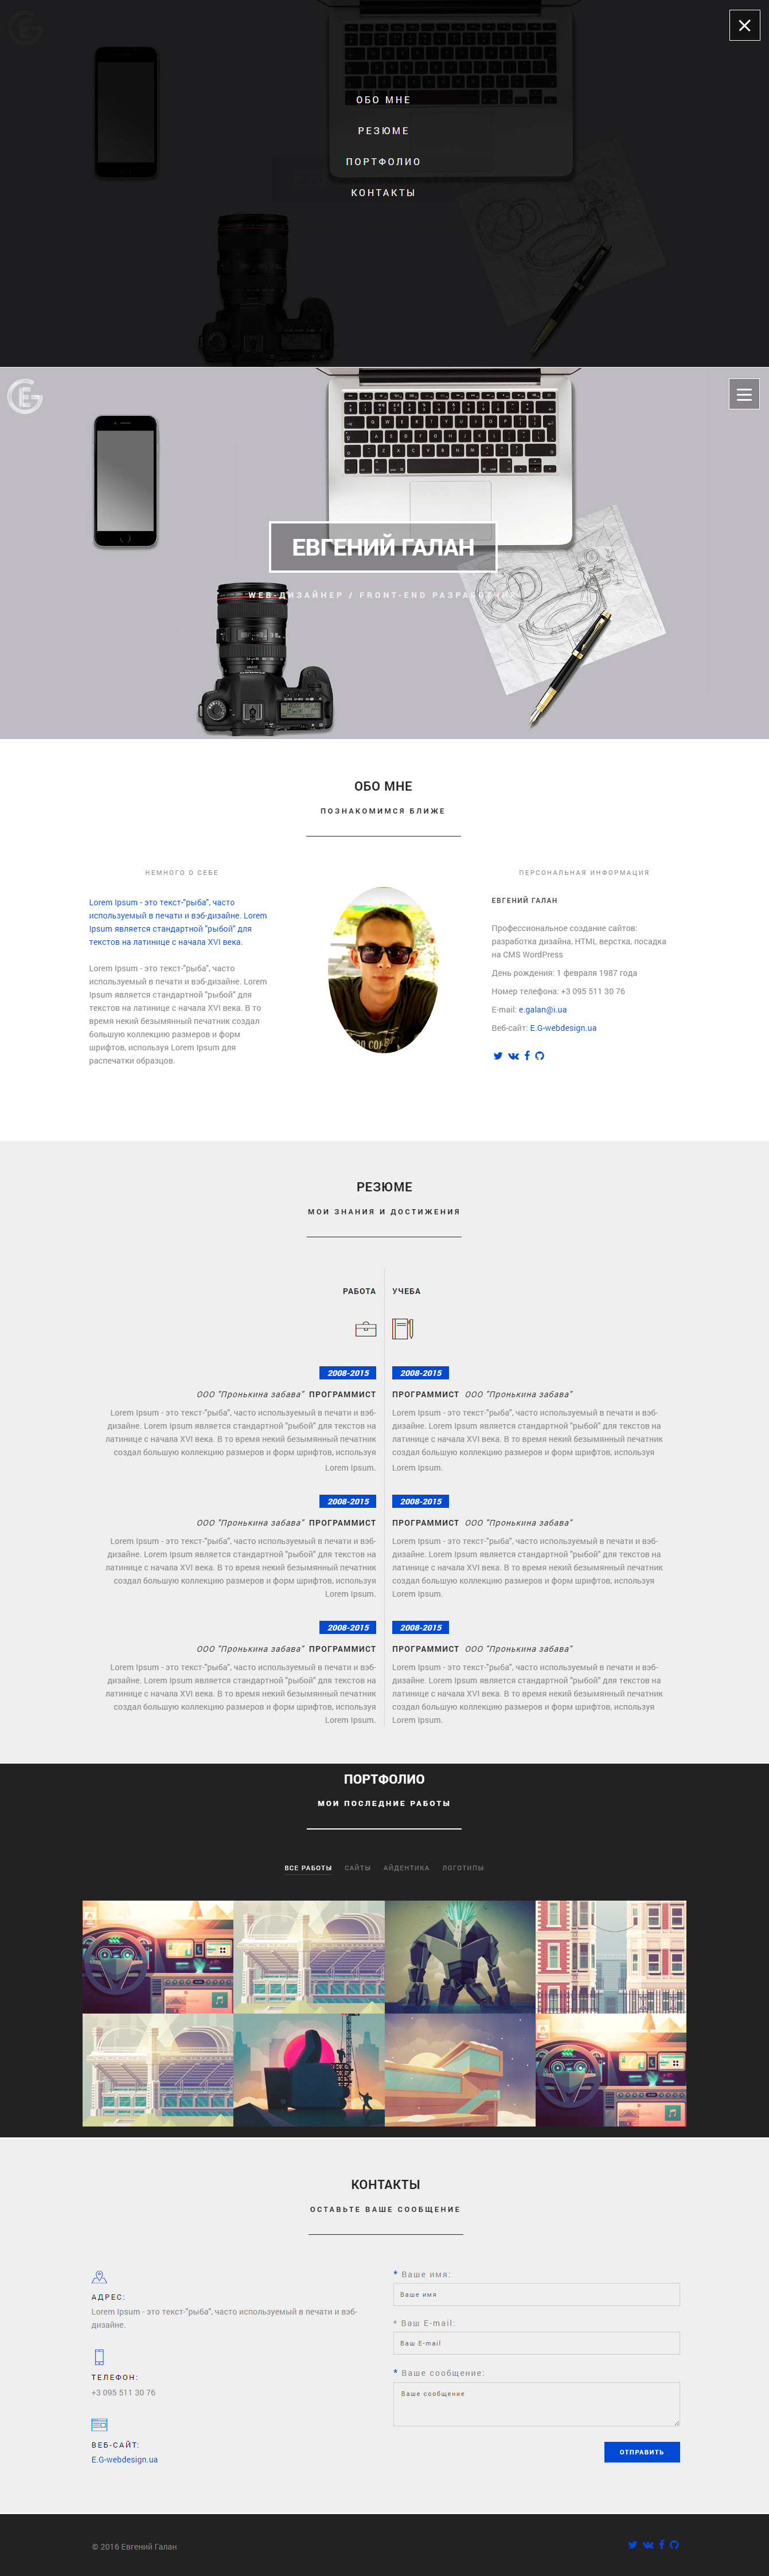 ОБО МНЕ
РЕЗЮМЕ
ПОРТФОЛИО
КОНТАКТЫ
ЕВГЕНИЙ ГАЛАН
WEB-ДИЗАЙНЕР / FRONT-END РАЗРАБОТЧИК
ОБО МНЕ
ПОЗНАКОМИМСЯ БЛИЖЕ
НЕМНОГО О СЕБЕ
Lorem Ipsum - это текст-"рыба", часто
используемый в печати и вэб-дизайне. Lorem
Ipsum является стандартной "рыбой" для
текстов на латинице с начала XVI века.
Lorem Ipsum - это текст-"рыба", часто
используемый в печати и вэб-дизайне. Lorem
Ipsum является стандартной "рыбой" для
текстов на латинице с начала XVI века. В то
время некий безымянный печатник создал
большую коллекцию размеров и форм
шрифтов, используя Lorem Ipsum для
распечатки образцов.
ПЕРСОНАЛЬНАЯ ИНФОРМАЦИЯ
ЕВГЕНИЙ ГАЛАН
Профессиональное создание сайтов:
разработка дизайна, HTML верстка, посадка
на CMS WordPress
День рождения: 1 февраля 1987 года
Номер телефона: +3 095 511 30 76
E-mail: e.galan@i.ua
Веб-сайт: E.G-webdesign.ua
РЕЗЮМЕ
МОИ ЗНАНИЯ И ДОСТИЖЕНИЯ
РАБОТА
2008-2015
ООО "Пронькина забава" ПРОГРАММИСТ
Lorem Ipsum - это текст-"рыба", часто используемый в печати и вэб-
дизайне. Lorem Ipsum является стандартной "рыбой" для текстов на
латинице с начала XVI века. В то время некий безымянный печатник
создал большую коллекцию размеров и форм шрифтов, используя
Lorem Ipsum.
2008-2015
ООО "Пронькина забава" ПРОГРАММИСТ
Lorem Ipsum - это текст-"рыба", часто используемый в печати и вэб-
дизайне. Lorem Ipsum является стандартной "рыбой" для текстов на
латинице с начала XVI века. В то время некий безымянный печатник
создал большую коллекцию размеров и форм шрифтов, используя
Lorem Ipsum.
2008-2015
ООО "Пронькина забава" ПРОГРАММИСТ
Lorem Ipsum - это текст-"рыба", часто используемый в печати и вэб-
дизайне. Lorem Ipsum является стандартной "рыбой" для текстов на
латинице с начала XVI века. В то время некий безымянный печатник
создал большую коллекцию размеров и форм шрифтов, используя
Lorem Ipsum.
УЧЕБА
2008-2015
ПРОГРАММИСТ ООО "Пронькина забава"
Lorem Ipsum - это текст-"рыба", часто используемый в печати и вэб-
дизайне. Lorem Ipsum является стандартной "рыбой" для текстов на
латинице с начала XVI века. В то время некий безымянный печатник
создал большую коллекцию размеров и форм шрифтов, используя
Lorem Ipsum.
2008-2015
ПРОГРАММИСТ ООО "Пронькина забава"
Lorem Ipsum - это текст-"рыба", часто используемый в печати и вэб-
дизайне. Lorem Ipsum является стандартной "рыбой" для текстов на
латинице с начала XVI века. В то время некий безымянный печатник
создал большую коллекцию размеров и форм шрифтов, используя
Lorem Ipsum.
2008-2015
ПРОГРАММИСТ ООО "Пронькина забава"
Lorem Ipsum - это текст-"рыба", часто используемый в печати и вэб-
дизайне. Lorem Ipsum является стандартной "рыбой" для текстов на
латинице с начала XVI века. В то время некий безымянный печатник
создал большую коллекцию размеров и форм шрифтов, используя
Lorem Ipsum.
ПОРТФОЛИО
МОИ ПОСЛЕДНИЕ РАБОТЫ
ВСЕ РАБОТЫ САЙТЫ АЙДЕНТИКА ЛОГОТИПЫ
КОНТАКТЫ
ОСТАВЬТЕ ВАШЕ СООБЩЕНИЕ
АДРЕС:
Lorem Ipsum - это текст-"рыба", часто используемый в печати и вэб-
дизайне.
ТЕЛЕФОН:
+3 095 511 30 76
ВЕБ-САЙТ:
E.G-webdesign.ua
* Ваше имя:
Ваше имя
* Ваш E-mail:
Ваш E-mail
* Ваше сообщение:
Ваше сообщение
ОТПРАВИТЬ
© 2016 Евгений Галан